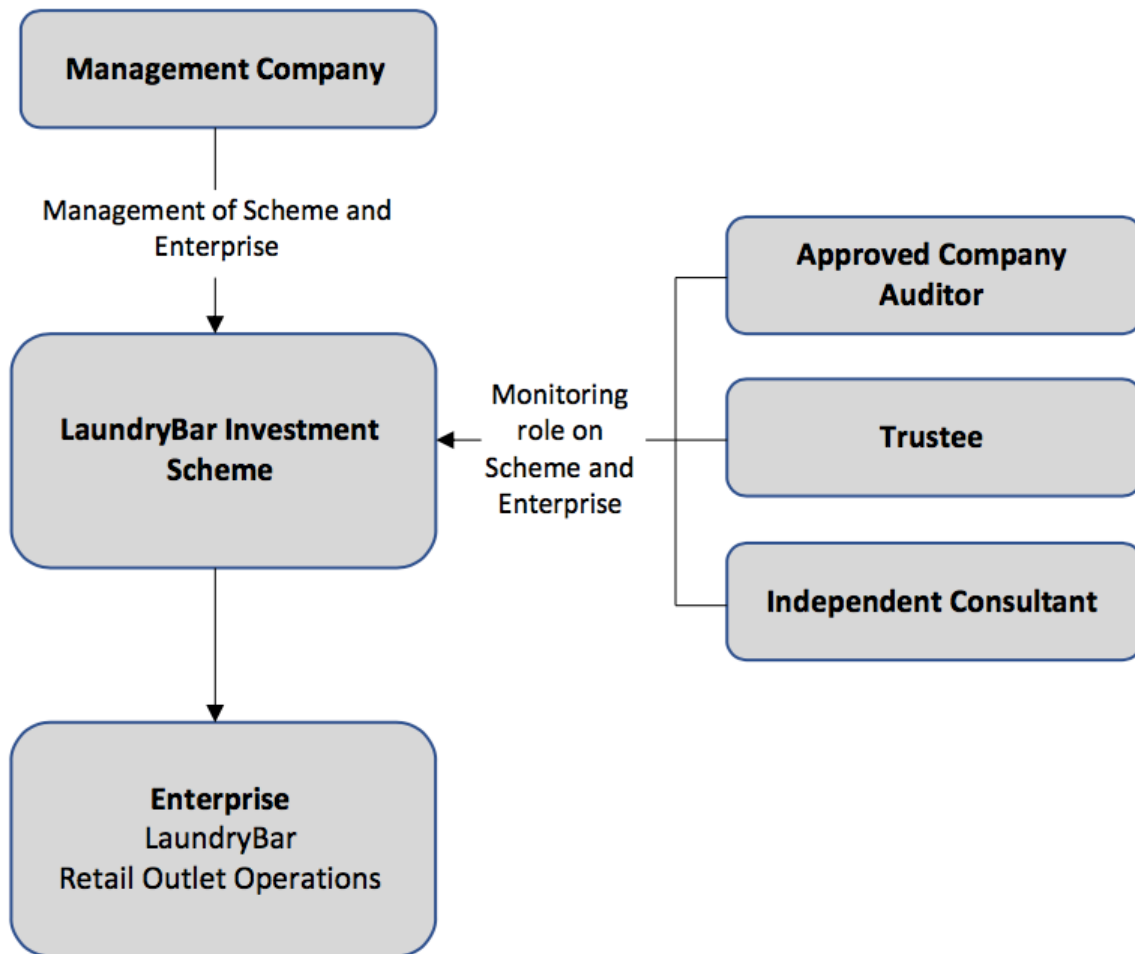 Management Company
Management of Scheme and
Enterprise
LaundryBar Investment
Scheme
Monitoring
role on
Scheme and
Enterprise
Approved Company
Auditor
Trustee
Independent Consultant
Enterprise
LaundryBar
Retail Outlet Operations